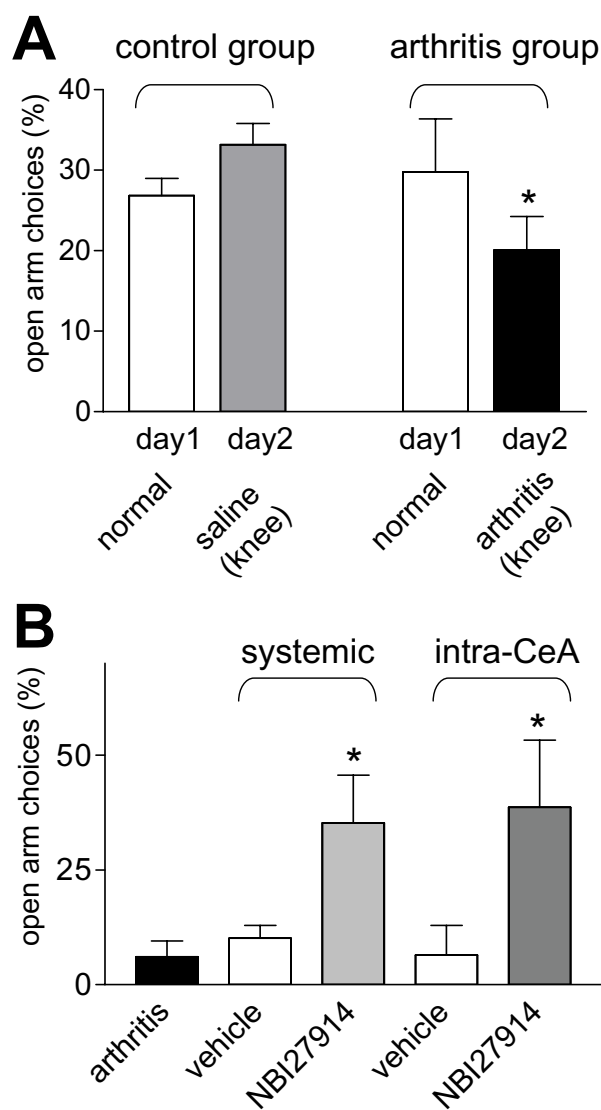 A
control group
arthritis group
open arm choices (%)
40
30
20
10
0
*
day1
day2
day1
day2
normal
saline
(knee)
normal
arthritis
(knee)
B
systemic
intra-CeA
open arm choices (%)
50
25
0
*
*
arthritis
vehicle
NBI27914
vehicle
NBI27914